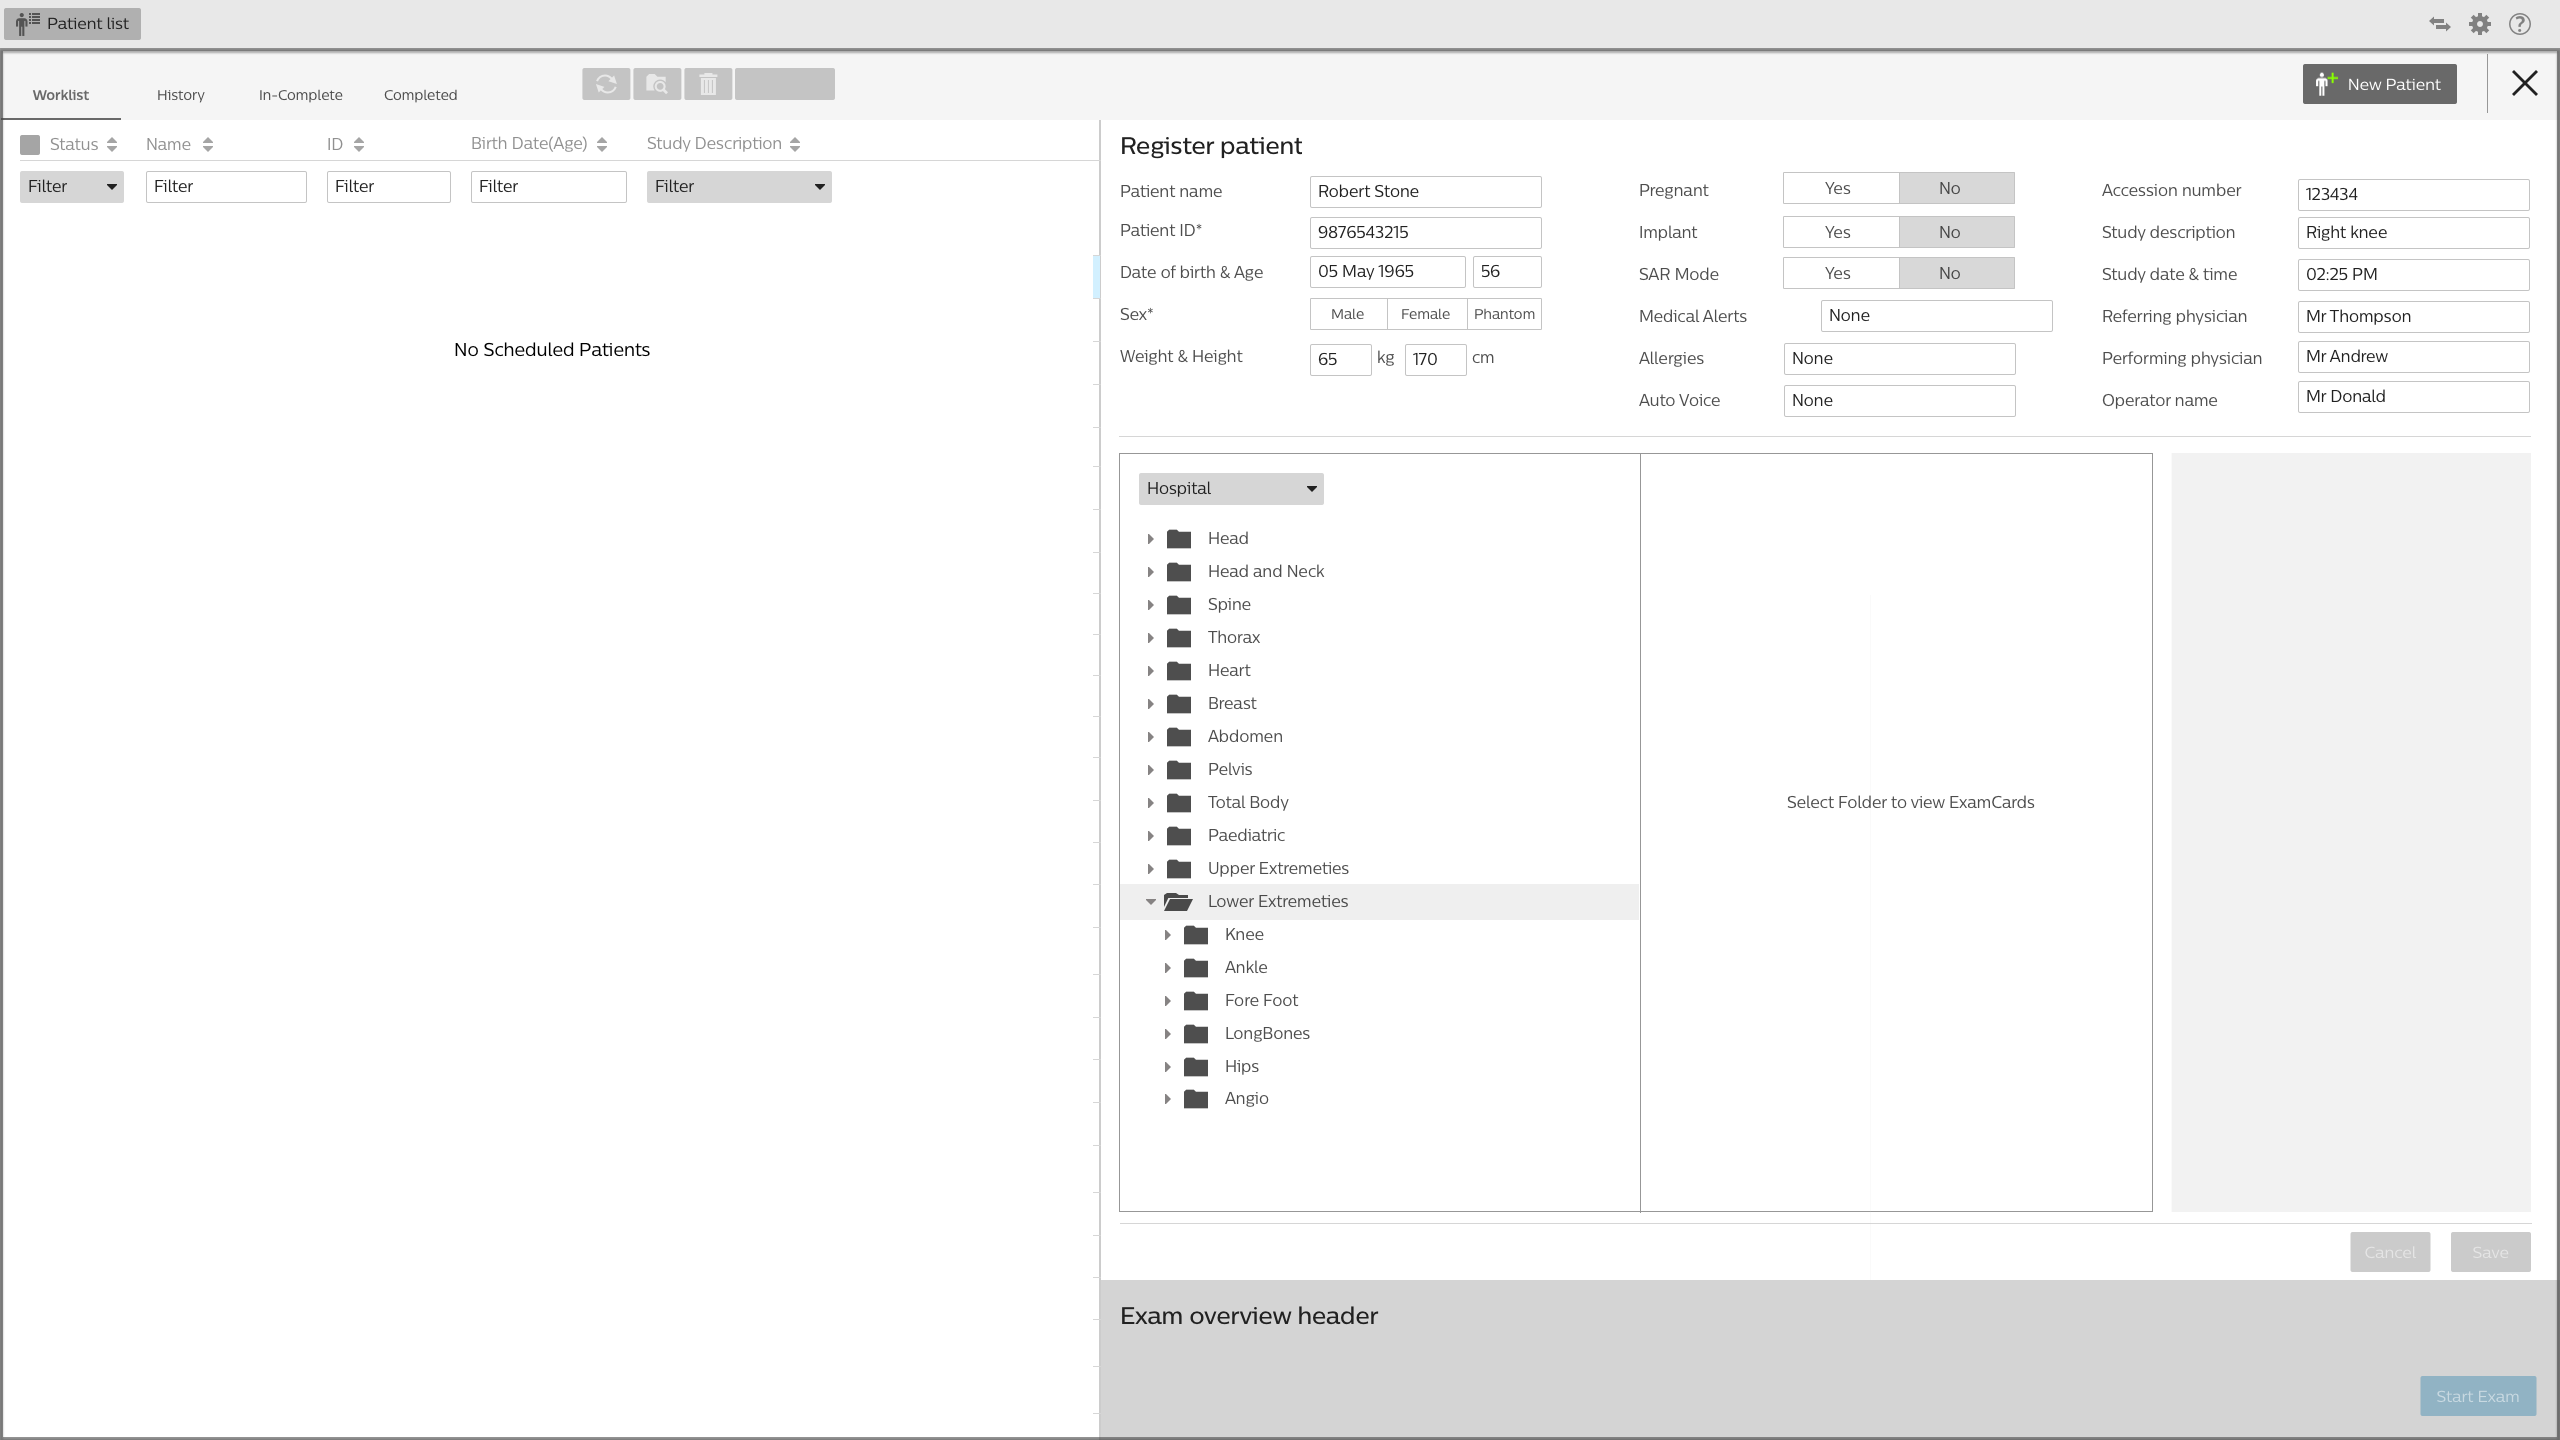 Patient list
Worklist
History
In-Complete
Completed
New Patient
Status
Name
ID
Birth Date(Age)
Study Description
Filter
Filter
Filter
Filter
Filter
No Scheduled Patients
Register patient
Patient name
Robert Stone
Patient ID*
9876543215
Date of birth & Age
05 May 1965
56
Sex*
Male
Female
Phantom
Weight & Height
65
kg
170
cm
Pregnant
Yes
No
Implant
Yes
No
SAR Mode
Yes
No
Medical Alerts
None
Allergies
None
Auto Voice
None
Accession number
123434
Study description
Right knee
Study date & time
02:25 PM
Referring physician
Mr Thompson
Performing physician
Mr Andrew
Operator name
Mr Donald
Hospital
Head
Head and Neck
Spine
Thorax
Heart
Breast
Abdomen
Pelvis
Total Body
Paediatric
Upper Extremeties
Lower Extremeties
Knee
Ankle
Fore Foot
LongBones
Hips
Angio
Select Folder to view ExamCards
Cancel
Save
Exam overview header
Start Exam